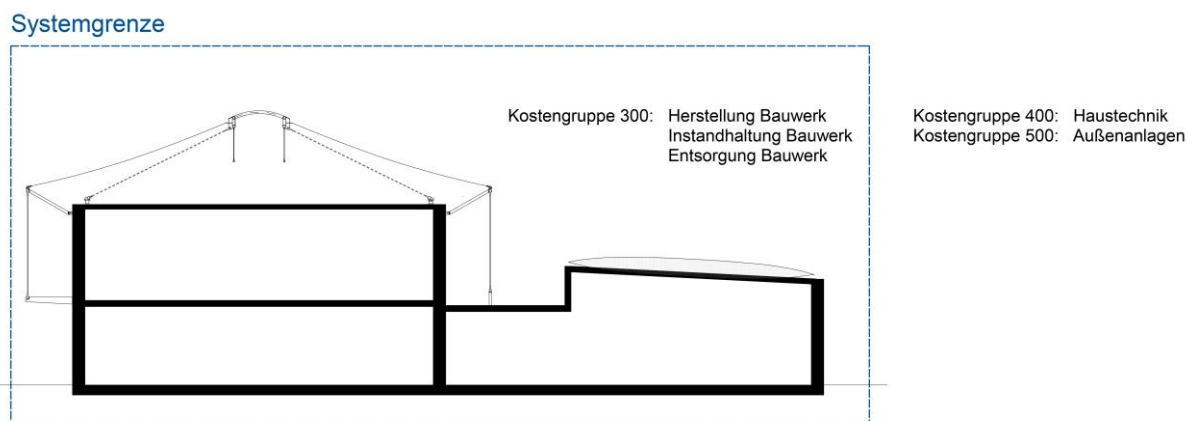 Systemgrenze
Kostengruppe 300: Herstellung Bauwerk
Instandhaltung Bauwerk
Entsorgung Bauwerk
Kostengruppe 400: Haustechnik
Kostengruppe 500: Außenanlagen